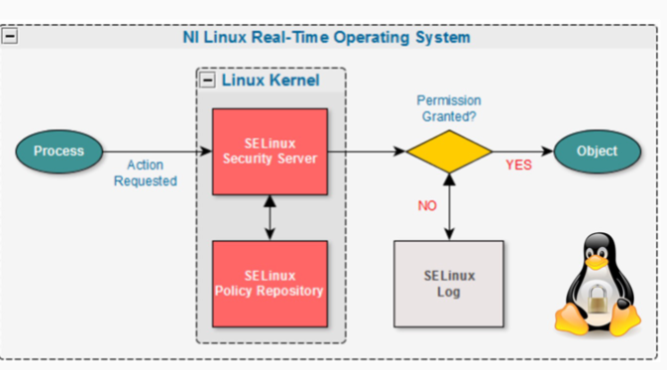 NI Linux Real-Time Operating System
Linux Kernel
Permission
Granted?
SELinux
Security Server
Process
Object
Action
Requested
YES
NO
SELinux
Policy Repository
SELinux
Log